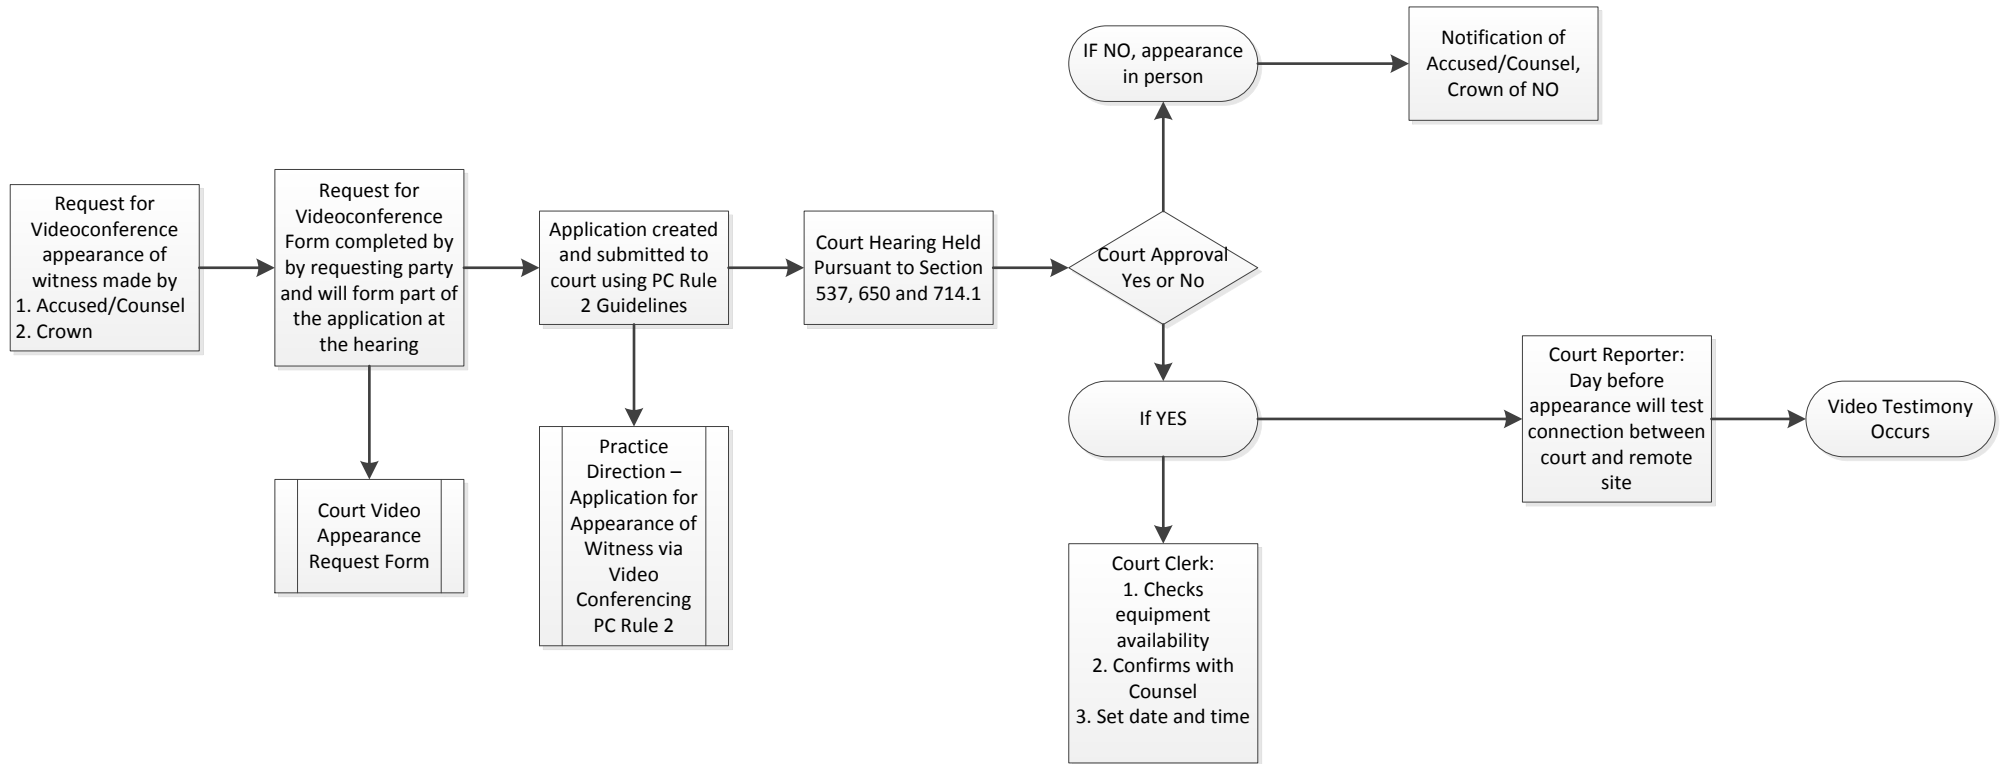 Request for
Videoconference
appearance of
witness made by
1. Accused/Counsel
2. Crown
Request for
Videoconference
Form completed by
by requesting party
and will form part of
the application at
the hearing
Court Video
Appearance
Request Form
Application created
and submitted to
court using PC Rule
2 Guidelines
Practice
Direction –
Application for
Appearance of
Witness via
Video
Conferencing
PC Rule 2
Court Hearing Held
Pursuant to Section
537, 650 and 714.1
Court Approval
Yes or No
IF NO, appearance
in person
Notification of
Accused/Counsel,
Crown of NO
If YES
Court Clerk:
1. Checks
equipment
availability
2. Confirms with
Counsel
3. Set date and time
Court Reporter:
Day before
appearance will test
connection between
court and remote
site
Video Testimony
Occurs